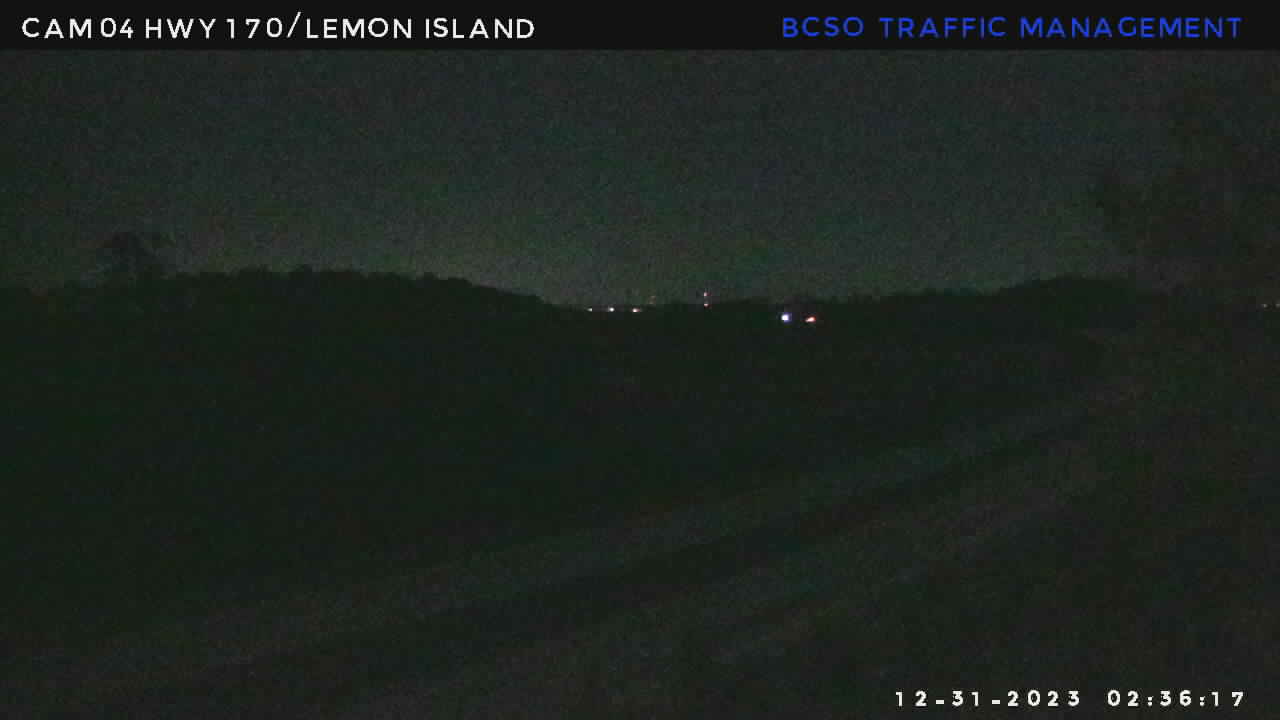 CAM04 HWY 170/LEMON ISLAND
BCSO TRAFFIC MANAGEMENT
12-31-2023 02:36:17